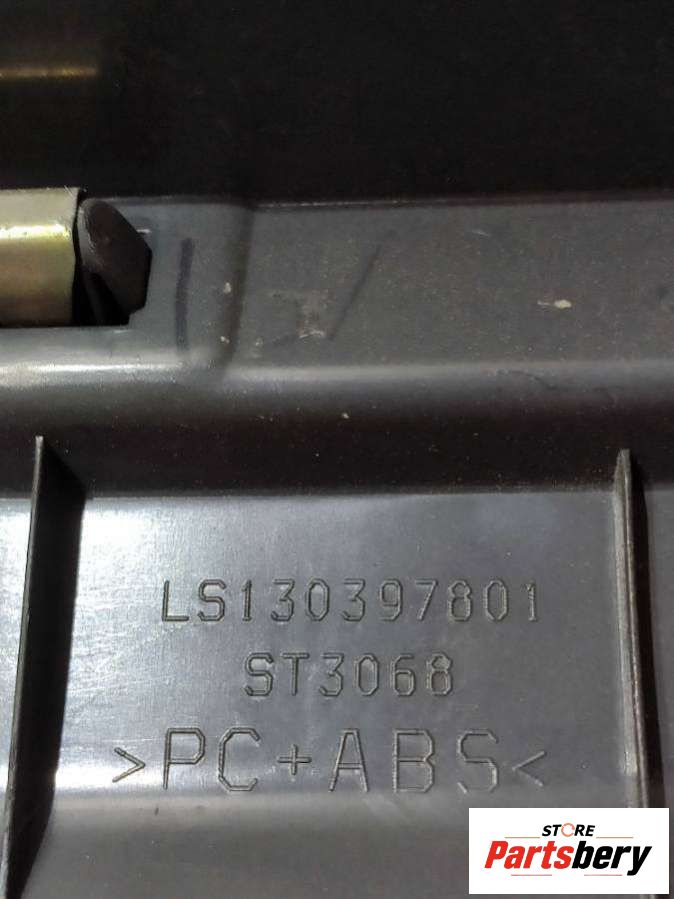 LS130397801
ST3068
>PC+ABS<
STORE
Partsbery